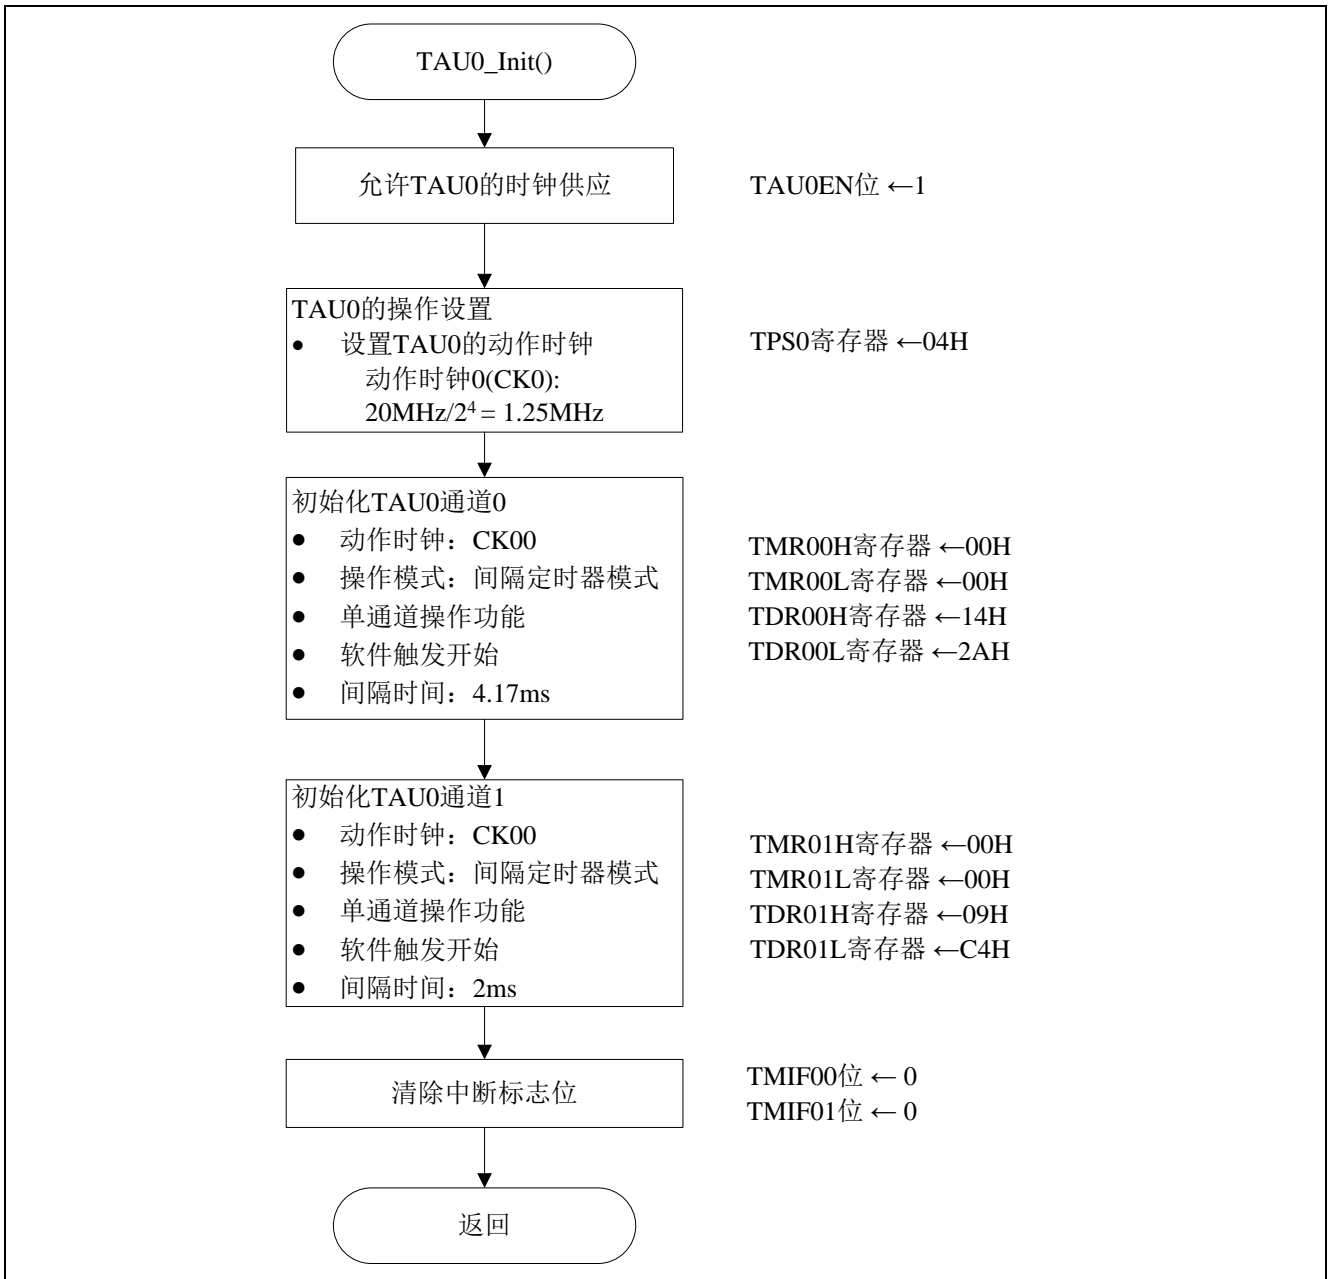 TAU0_Init()
允许TAU0的时钟供应
TAU0EN位 ←1
TAU0的操作设置
● 设置TAU0的动作时钟
动作时钟0(CK0):
20MHz/2⁴ = 1.25MHz
TPS0寄存器 ←04H
初始化TAU0通道0
● 动作时钟：CK00
● 操作模式：间隔定时器模式
● 单通道操作功能
● 软件触发开始
● 间隔时间：4.17ms
TMR00H寄存器 ←00H
TMR00L寄存器 ←00H
TDR00H寄存器 ←14H
TDR00L寄存器 ←2AH
初始化TAU0通道1
● 动作时钟：CK00
● 操作模式：间隔定时器模式
● 单通道操作功能
● 软件触发开始
● 间隔时间：2ms
TMR01H寄存器 ←00H
TMR01L寄存器 ←00H
TDR01H寄存器 ←09H
TDR01L寄存器 ←C4H
清除中断标志位
TMIF00位 ← 0
TMIF01位 ← 0
返回